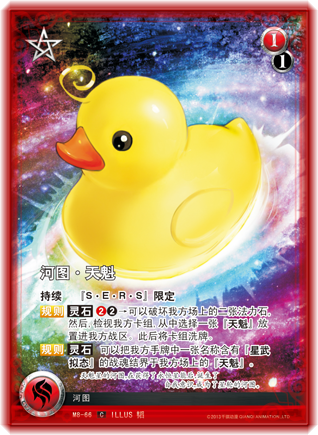 1
1
河图·天魁
持续 『S·E·R·S』限定
规则 灵石 2 2→可以破坏我方场上的二张法力石,
然后,检视我方卡组,从中选择一张『天魁』放
置进我方战区,此后将卡组洗牌。
规则 灵石 可以把我方手牌中一张名称含有「星武
拟态」的战魂结界于我方场上的『天魁』。
河图
M8-66 C ILLUS 韬
©2013千骐动漫 QIANQI ANIMATION,LTD.